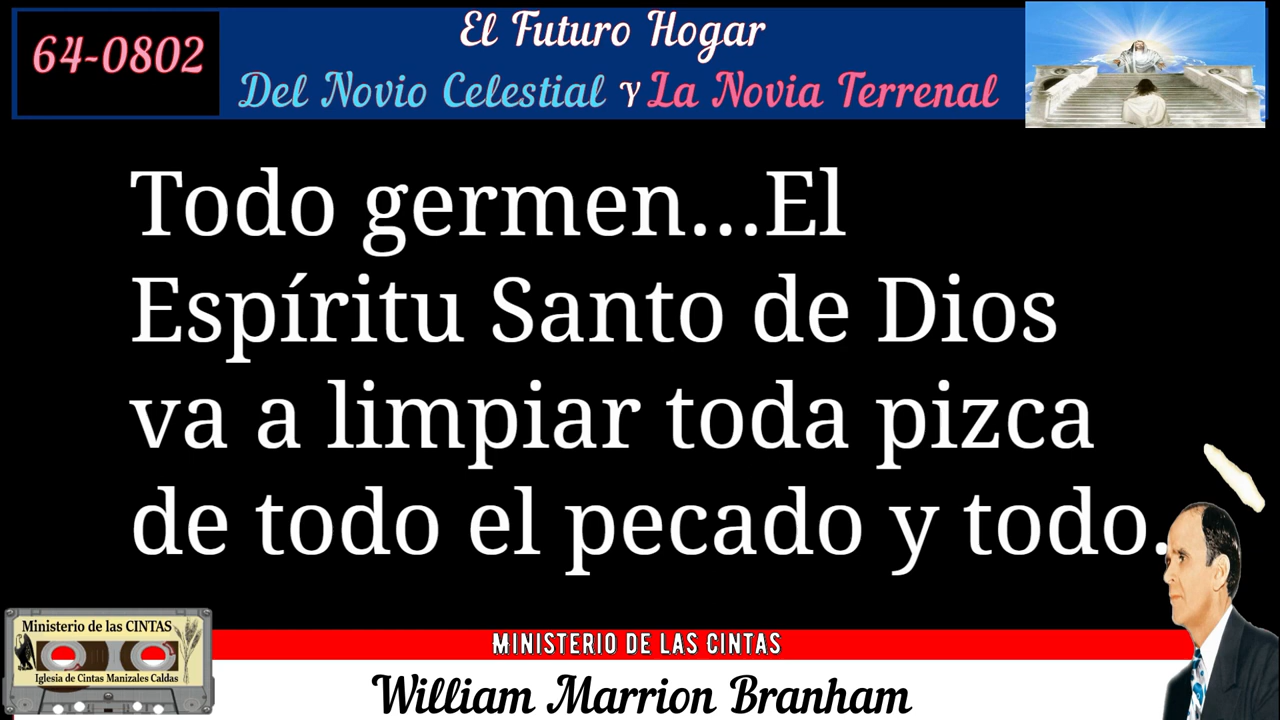 64-0802
El Futuro Hogar
Del Novio Celestial Y La Novia Terrenal
Todo germen...El
Espíritu Santo de Dios
va a limpiar toda pizca
de todo el pecado y todo.
Ministerio de las CINTAS
Iglesia de Cintas Manizales Caldas
MINISTERIO DE LAS CINTAS
William Marrion Branham